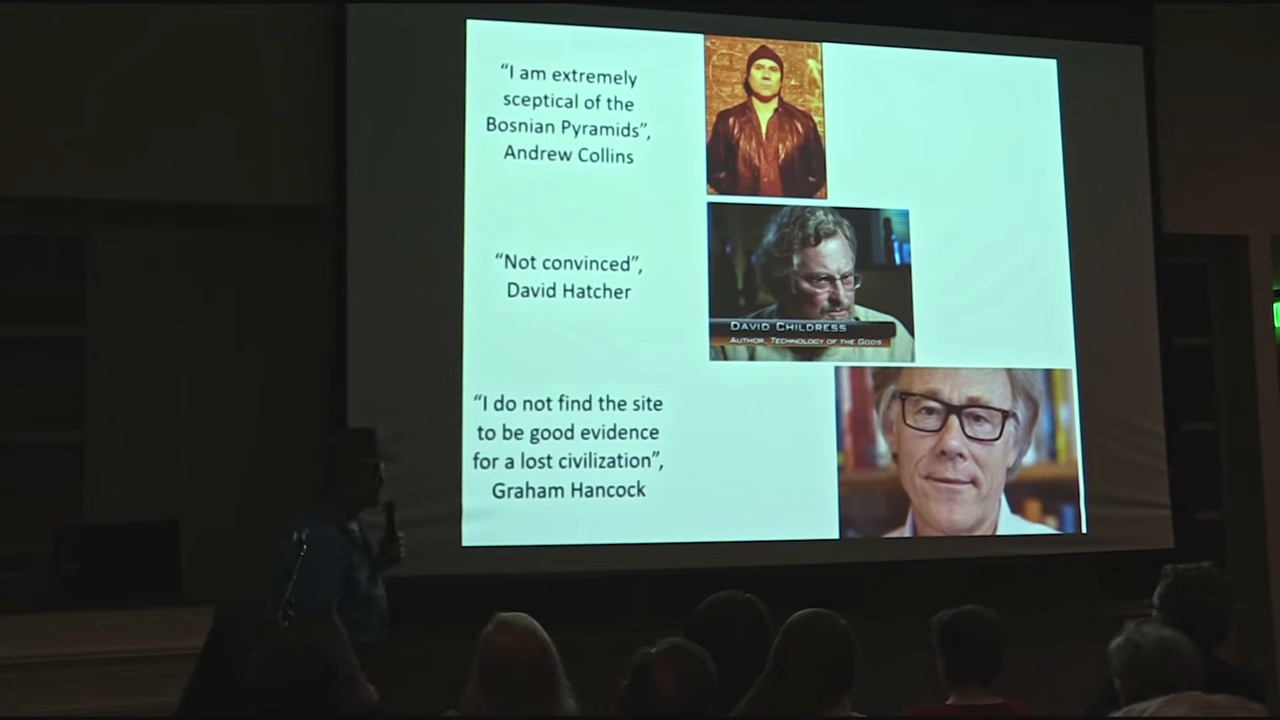 “I am extremely
sceptical of the
Bosnian Pyramids”,
Andrew Collins
“Not convinced”,
David Hatcher
DAVID CHILDRESS
AUTHOR, TECHNOLOGY OF THE GODS
“I do not find the site
to be good evidence
for a lost civilization”,
Graham Hancock